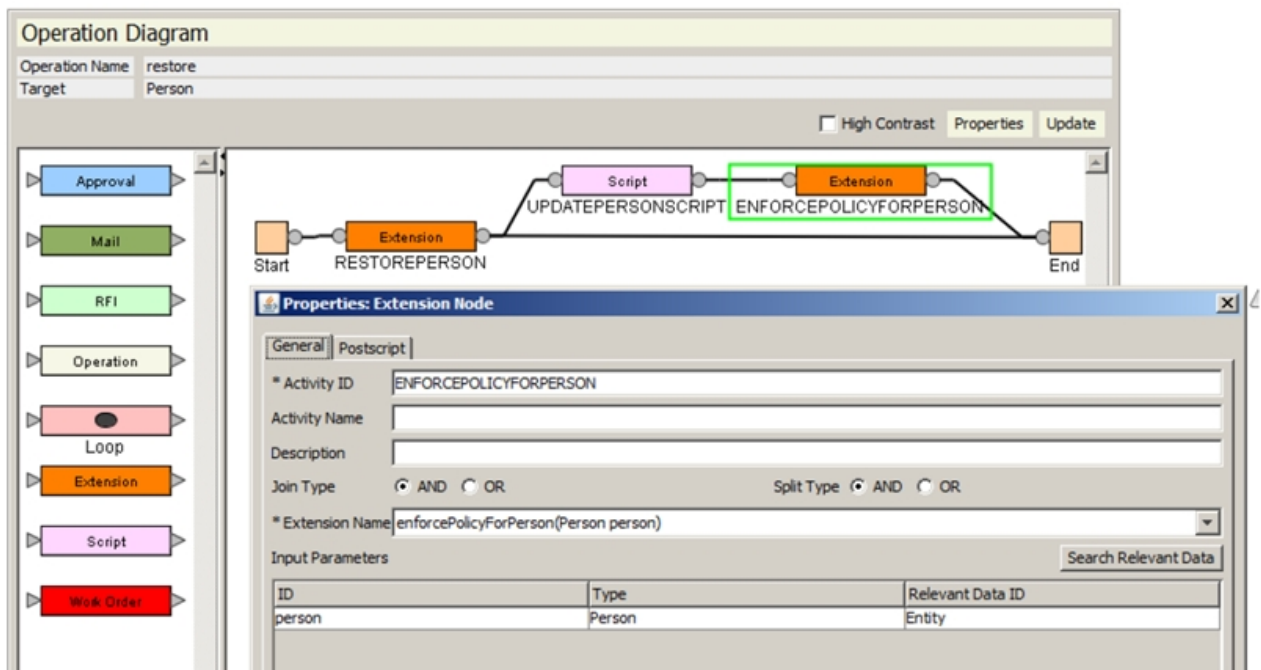 Operation Diagram
Operation Name restore
Target Person
High Contrast Properties Update
Approval
Mail
RFI
Operation
Loop
Extension
Script
Work Order
Script Extension
UPDATEPERSONSCRIPT ENFORCEPOLICYFORPERSON
Extension
Start RESTOREPERSON End
Properties: Extension Node
General Postscript
* Activity ID ENFORCEPOLICYFORPERSON
Activity Name
Description
Join Type AND OR Split Type AND OR
* Extension Name enforcePolicyForPerson(Person person)
Input Parameters Search Relevant Data
ID Type Relevant Data ID
person Person Entity